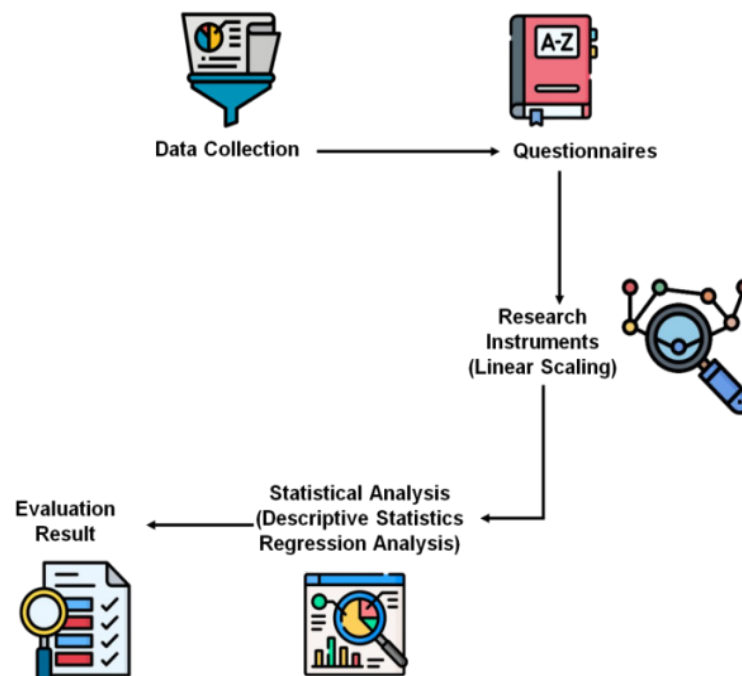 A-Z
Data Collection
Questionnaires
Research
Instruments
(Linear Scaling)
Statistical Analysis
(Descriptive Statistics
Regression Analysis)
Evaluation
Result